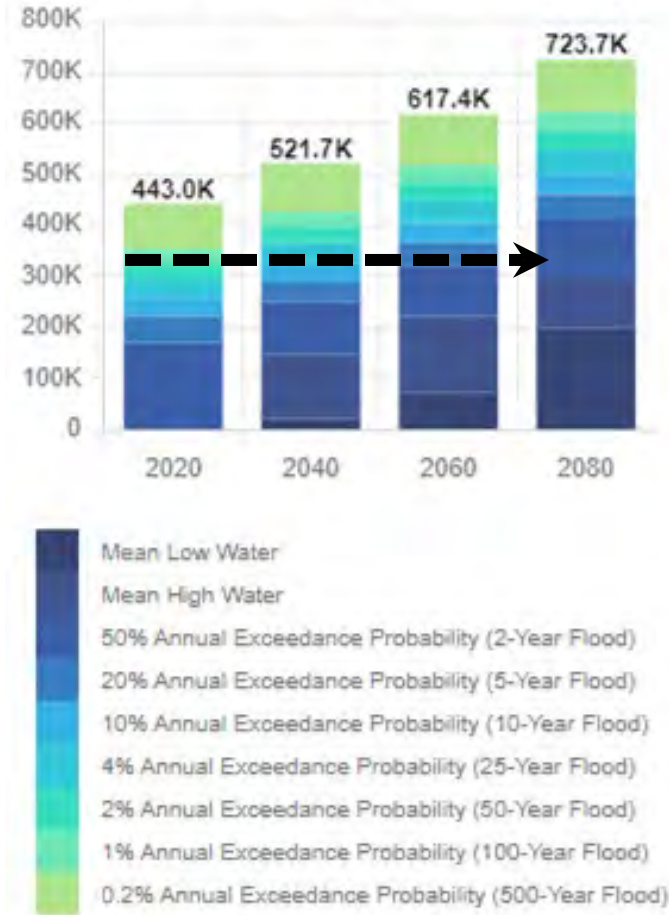 800K
723.7K
700K
617.4K
600K
521.7K
500K
443.0K
400K
300K
200K
100K
0
2020 2040 2060 2080
Mean Low Water
Mean High Water
50% Annual Exceedance Probability (2-Year Flood)
20% Annual Exceedance Probability (5-Year Flood)
10% Annual Exceedance Probability (10-Year Flood)
4% Annual Exceedance Probability (25-Year Flood)
2% Annual Exceedance Probability (50-Year Flood)
1% Annual Exceedance Probability (100-Year Flood)
0.2% Annual Exceedance Probability (500-Year Flood)